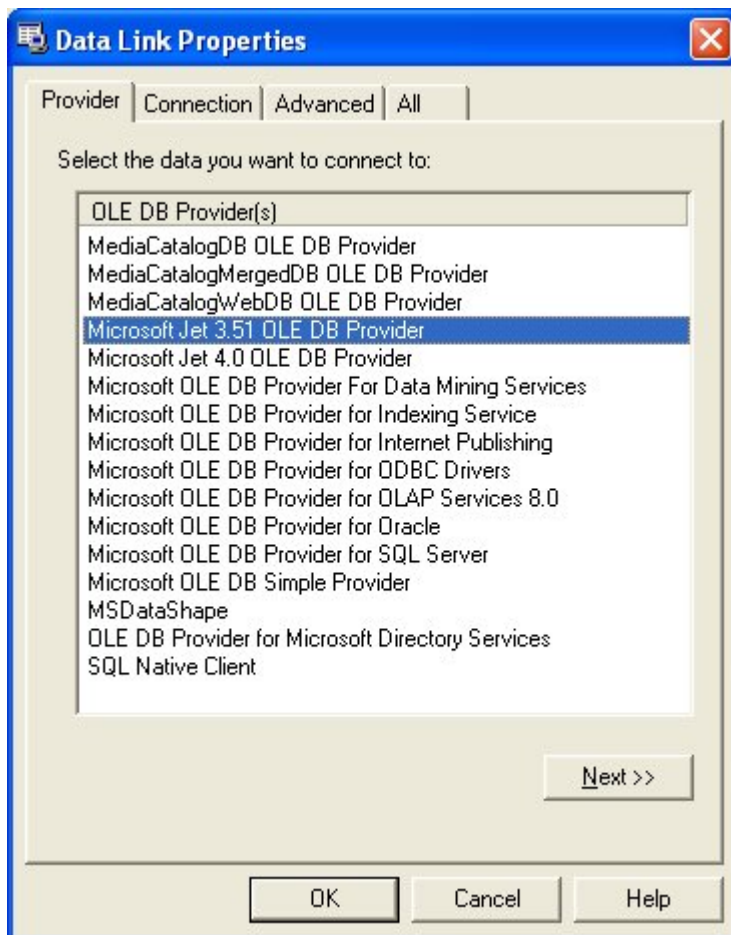 Data Link Properties
Provider Connection Advanced All
Select the data you want to connect to:
OLE DB Provider(s)
MediaCatalogDB OLE DB Provider
MediaCatalogMergedDB OLE DB Provider
MediaCatalogWebDB OLE DB Provider
Microsoft Jet 3.51 OLE DB Provider
Microsoft Jet 4.0 OLE DB Provider
Microsoft OLE DB Provider For Data Mining Services
Microsoft OLE DB Provider for Indexing Service
Microsoft OLE DB Provider for Internet Publishing
Microsoft OLE DB Provider for ODBC Drivers
Microsoft OLE DB Provider for OLAP Services 8.0
Microsoft OLE DB Provider for Oracle
Microsoft OLE DB Provider for SQL Server
Microsoft OLE DB Simple Provider
MSDataShape
OLE DB Provider for Microsoft Directory Services
SQL Native Client
Next >>
OK Cancel Help